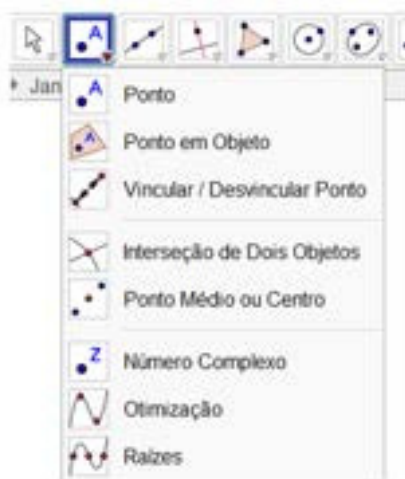 A
Jan
A Ponto
A Ponto em Objeto
Vincular / Desvincular Ponto
Interseção de Dois Objetos
Ponto Médio ou Centro
Z Número Complexo
Otimização
Raízes